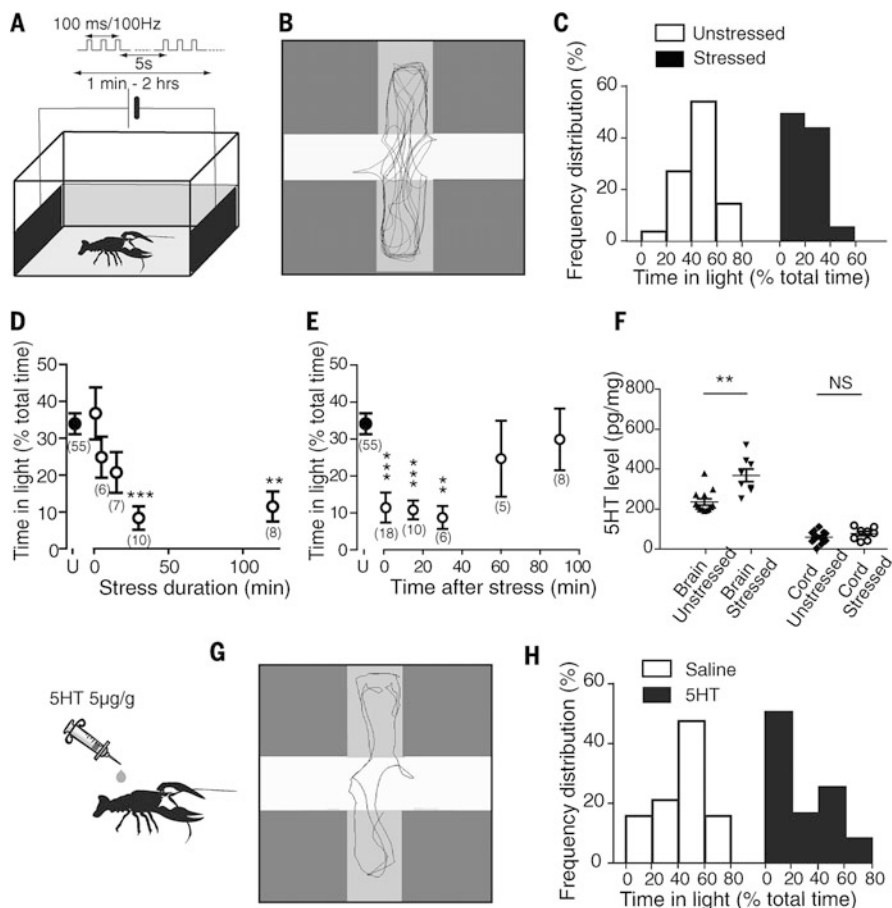 A
100 ms/100Hz
5s
1 min - 2 hrs
B
C
Unstressed
Stressed
Frequency distribution (%)
60
40
20
0
0 20 40 60 80 0 20 40 60
Time in light (% total time)
D
Time in light (% total time)
50
40
30
20
10
0
(55)
(6)
(7)
***
(10)
**
(8)
U
0 50 100
Stress duration (min)
E
Time in light (% total time)
50
40
30
20
10
0
(55)
***
(18)
***
(10)
**
(6)
(5)
(8)
U
0 20 40 60 80 100
Time after stress (min)
F
5HT level (pg/mg)
800
600
400
200
0
**
NS
Brain
Unstressed
Brain
Stressed
Cord
Unstressed
Cord
Stressed
5HT 5µg/g
G
H
Saline
5HT
Frequency distribution (%)
60
40
20
0
0 20 40 60 80 0 20 40 60 80
Time in light (% total time)